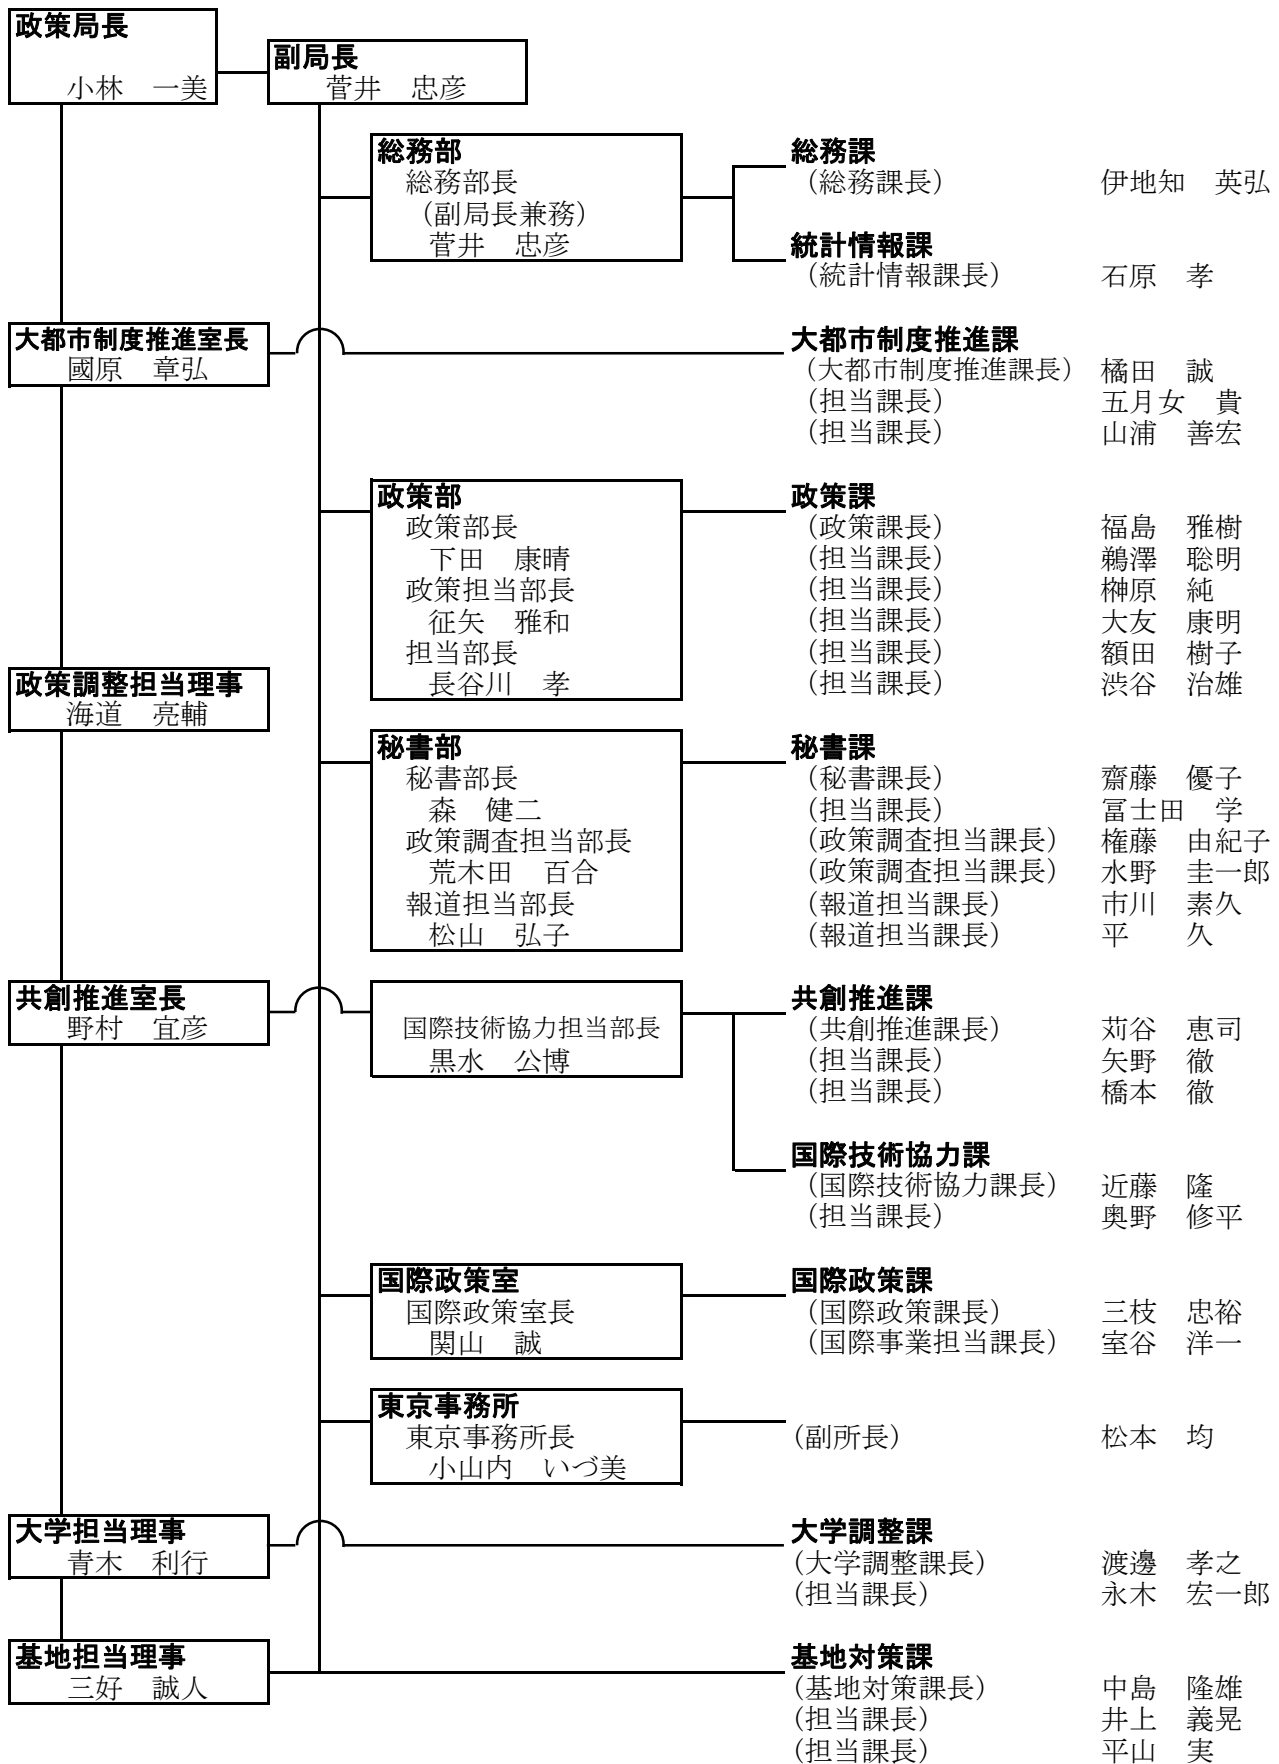 政策局長
小林　一美
副局長
菅井　忠彦
総務部
総務部長
（副局長兼務）
菅井　忠彦
総務課
（総務課長）　伊地知　英弘
統計情報課
（統計情報課長）　石原　孝
大都市制度推進室長
國原　章弘
大都市制度推進課
（大都市制度推進課長）　橘田　誠
（担当課長）　五月女　貴
（担当課長）　山浦　善宏
政策部
政策部長
下田　康晴
政策担当部長
征矢　雅和
担当部長
長谷川　孝
政策課
（政策課長）　福島　雅樹
（担当課長）　鵜澤　聡明
（担当課長）　榊原　純
（担当課長）　大友　康明
（担当課長）　額田　樹子
（担当課長）　渋谷　治雄
政策調整担当理事
海道　亮輔
秘書部
秘書部長
森　健二
政策調査担当部長
荒木田　百合
報道担当部長
松山　弘子
秘書課
（秘書課長）　齋藤　優子
（担当課長）　冨士田　学
（政策調査担当課長）　権藤　由紀子
（政策調査担当課長）　水野　圭一郎
（報道担当課長）　市川　素久
（報道担当課長）　平　　久
共創推進室長
野村　宜彦
国際技術協力担当部長
黒水　公博
共創推進課
（共創推進課長）　苅谷　恵司
（担当課長）　矢野　徹
（担当課長）　橋本　徹
国際技術協力課
（国際技術協力課長）　近藤　隆
（担当課長）　奥野　修平
国際政策室
国際政策室長
関山　誠
国際政策課
（国際政策課長）　三枝　忠裕
（国際事業担当課長）　室谷　洋一
東京事務所
東京事務所長
小山内　いづ美
（副所長）　松本　均
大学担当理事
青木　利行
大学調整課
（大学調整課長）　渡邊　孝之
（担当課長）　永木　宏一郎
基地担当理事
三好　誠人
基地対策課
（基地対策課長）　中島　隆雄
（担当課長）　井上　義晃
（担当課長）　平山　実